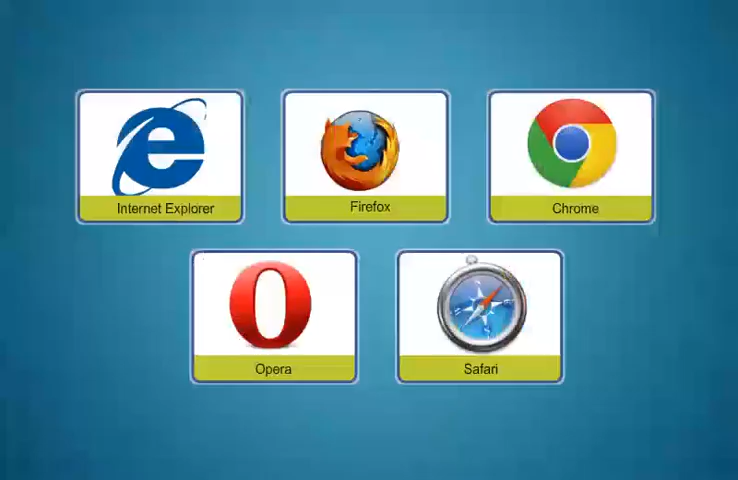 Internet Explorer
Firefox
Chrome
Opera
Safari